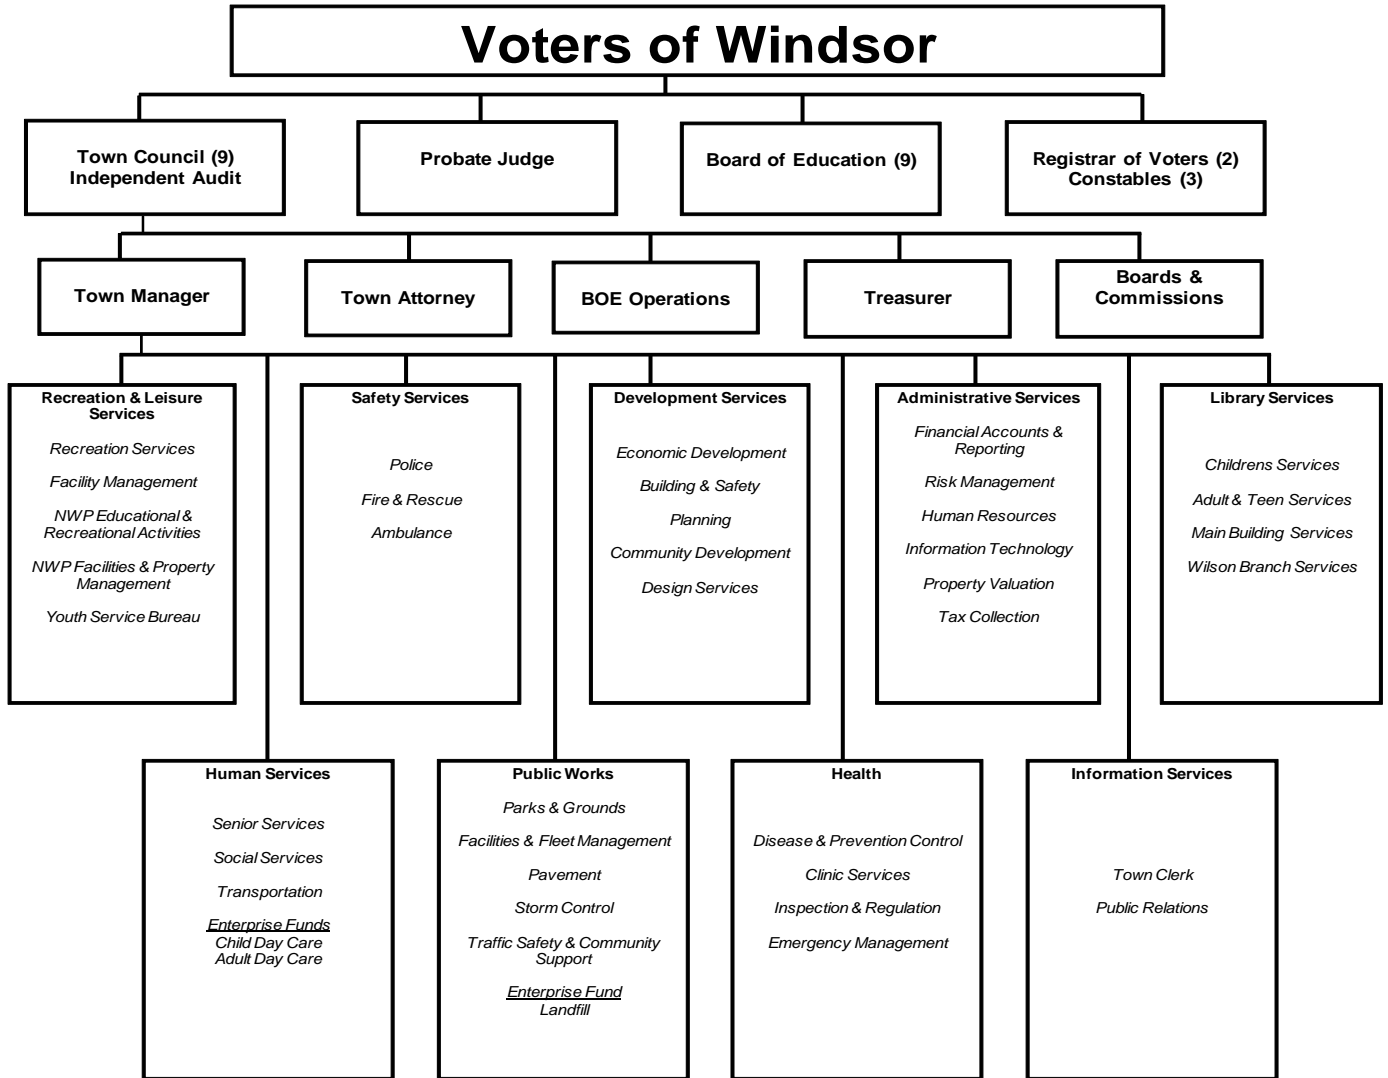 Voters of Windsor
Town Council (9)
Independent Audit
Probate Judge
Board of Education (9)
Registrar of Voters (2)
Constables (3)
Town Manager
Town Attorney
BOE Operations
Treasurer
Boards &
Commissions
Recreation & Leisure
Services
Recreation Services
Facility Management
NWP Educational &
Recreational Activities
NWP Facilities & Property
Management
Youth Service Bureau
Safety Services
Police
Fire & Rescue
Ambulance
Development Services
Economic Development
Building & Safety
Planning
Community Development
Design Services
Administrative Services
Financial Accounts &
Reporting
Risk Management
Human Resources
Information Technology
Property Valuation
Tax Collection
Library Services
Childrens Services
Adult & Teen Services
Main Building Services
Wilson Branch Services
Human Services
Senior Services
Social Services
Transportation
Enterprise Funds
Child Day Care
Adult Day Care
Public Works
Parks & Grounds
Facilities & Fleet Management
Pavement
Storm Control
Traffic Safety & Community
Support
Enterprise Fund
Landfill
Health
Disease & Prevention Control
Clinic Services
Inspection & Regulation
Emergency Management
Information Services
Town Clerk
Public Relations